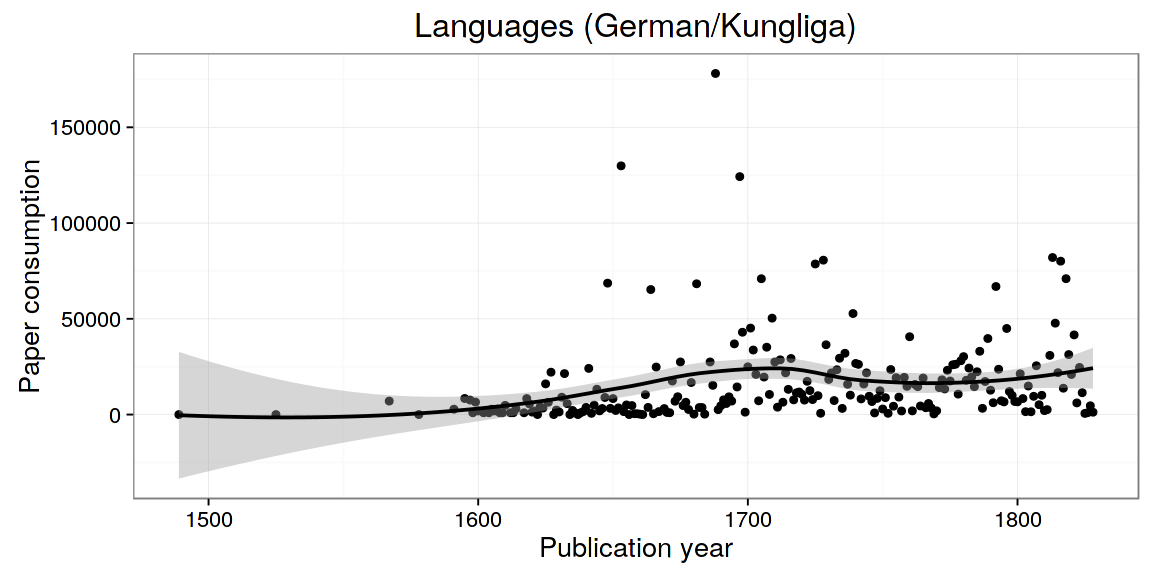 Languages (German/Kungliga)
Paper consumption
150000
100000
50000
0
1500 1600 1700 1800
Publication year